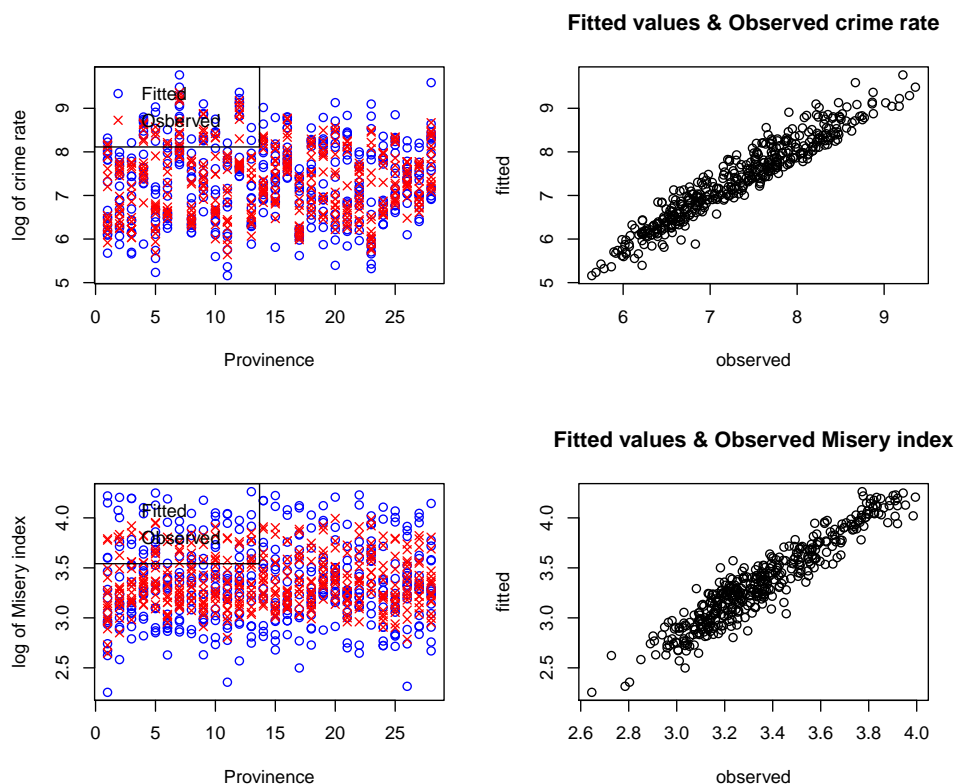 Fitted values & Observed crime rate
Fitted
Osberved
log of crime rate
5 6 7 8 9
0 5 10 15 20 25
Provinence
fitted
5 6 7 8 9
6 7 8 9
observed
Fitted values & Observed Misery index
Fitted
Observed
log of Misery index
2.5 3.0 3.5 4.0
0 5 10 15 20 25
Provinence
fitted
2.5 3.0 3.5 4.0
2.6 2.8 3.0 3.2 3.4 3.6 3.8 4.0
observed